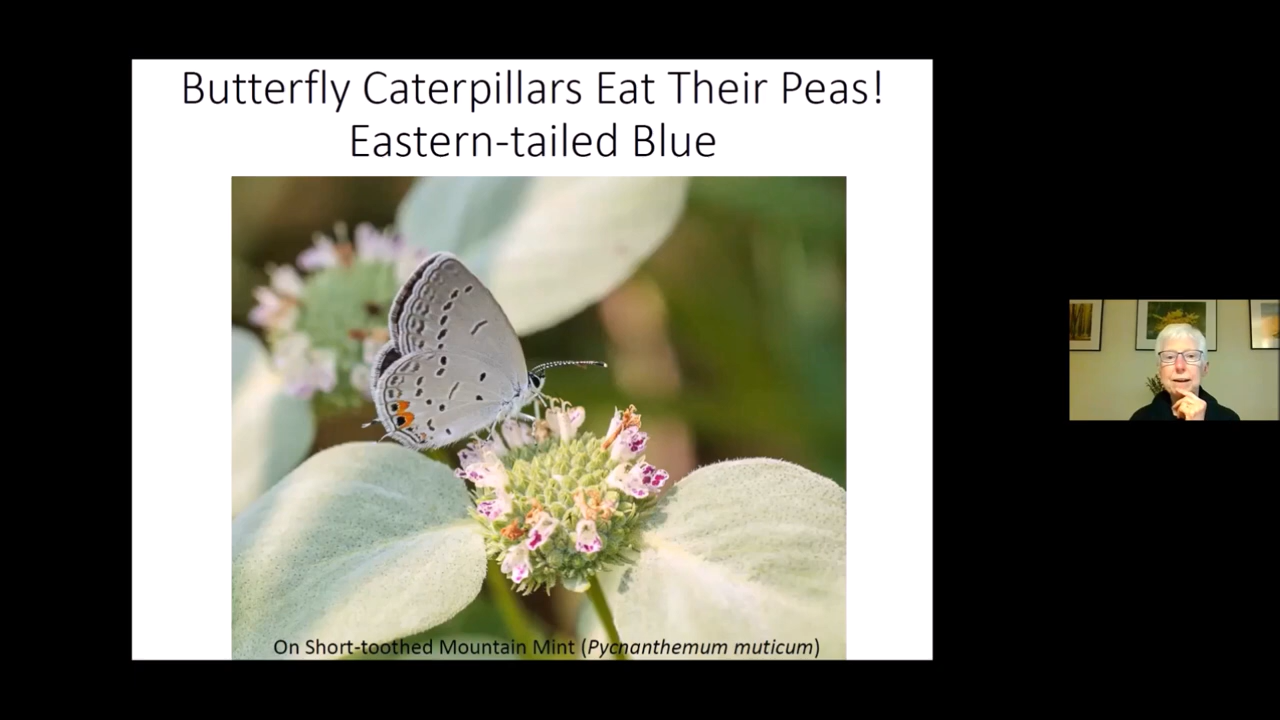 Butterfly Caterpillars Eat Their Peas!
Eastern-tailed Blue
On Short-toothed Mountain Mint (Pycnanthemum muticum)